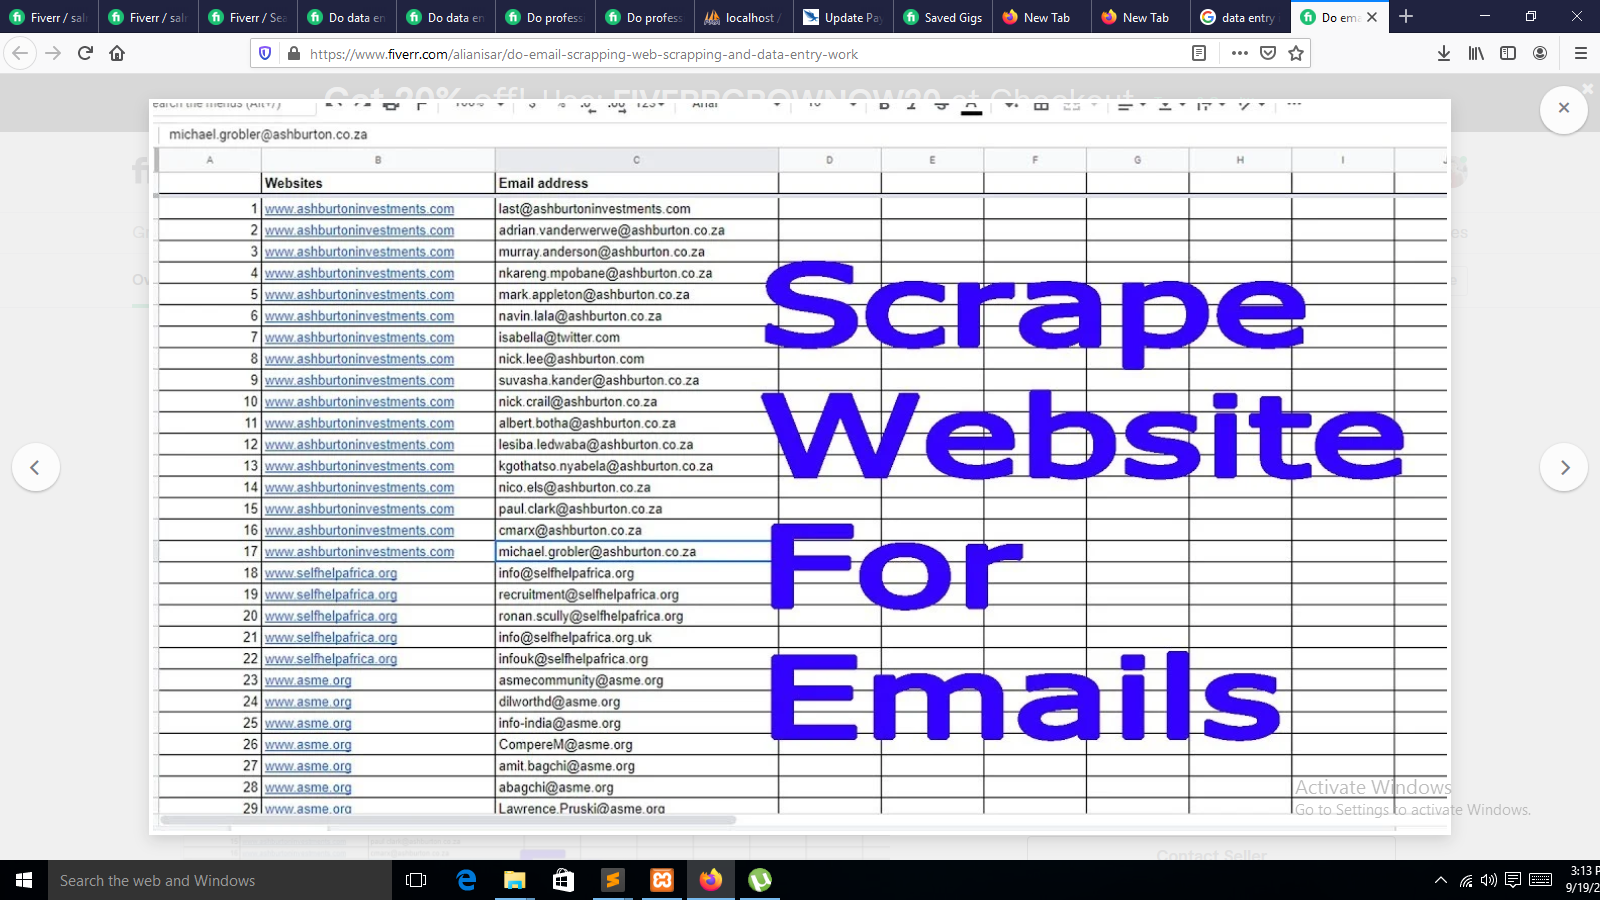 Fiverr / sal
Fiverr / sal
Fiverr / Sea
Do data en
Do data en
Do profess
Do profess
localhost /
Update Pay
Saved Gigs
New Tab
New Tab
data entry
Do ema
https://www.fiverr.com/alianisar/do-email-scrapping-web-scrapping-and-data-entry-work
Get 20% off! Use: FIVERRGROWNOW20 at Checkout
michael.grobler@ashburton.co.za
A B C D E F G H I
Websites Email address
1 www.ashburtoninvestments.com last@ashburtoninvestments.com
2 www.ashburtoninvestments.com adrian.vanderwerwe@ashburton.co.za
3 www.ashburtoninvestments.com murray.anderson@ashburton.co.za
4 www.ashburtoninvestments.com nkareng.mpobane@ashburton.co.za
5 www.ashburtoninvestments.com mark.appleton@ashburton.co.za
6 www.ashburtoninvestments.com navin.lala@ashburton.co.za
7 www.ashburtoninvestments.com isabella@twitter.com
8 www.ashburtoninvestments.com nick.lee@ashburton.com
9 www.ashburtoninvestments.com suvasha.kander@ashburton.co.za
10 www.ashburtoninvestments.com nick.crail@ashburton.co.za
11 www.ashburtoninvestments.com albert.botha@ashburton.co.za
12 www.ashburtoninvestments.com lesiba.ledwaba@ashburton.co.za
13 www.ashburtoninvestments.com kgothatso.nyabela@ashburton.co.za
14 www.ashburtoninvestments.com nico.els@ashburton.co.za
15 www.ashburtoninvestments.com paul.clark@ashburton.co.za
16 www.ashburtoninvestments.com cmarx@ashburton.co.za
17 www.ashburtoninvestments.com michael.grobler@ashburton.co.za
18 www.selfhelpafrica.org info@selfhelpafrica.org
19 www.selfhelpafrica.org recruitment@selfhelpafrica.org
20 www.selfhelpafrica.org ronan.scully@selfhelpafrica.org
21 www.selfhelpafrica.org info@selfhelpafrica.org.uk
22 www.selfhelpafrica.org infouk@selfhelpafrica.org
23 www.asme.org asmecommunity@asme.org
24 www.asme.org dilworthd@asme.org
25 www.asme.org info-india@asme.org
26 www.asme.org CompereM@asme.org
27 www.asme.org amit.bagchi@asme.org
28 www.asme.org abagchi@asme.org
29 www.asme.org Lawrence.Pruski@asme.org
Scrape
Website
For
Emails
Activate Windows
Go to Settings to activate Windows.
Contact Seller
Search the web and Windows
3:13 P
9/19/2